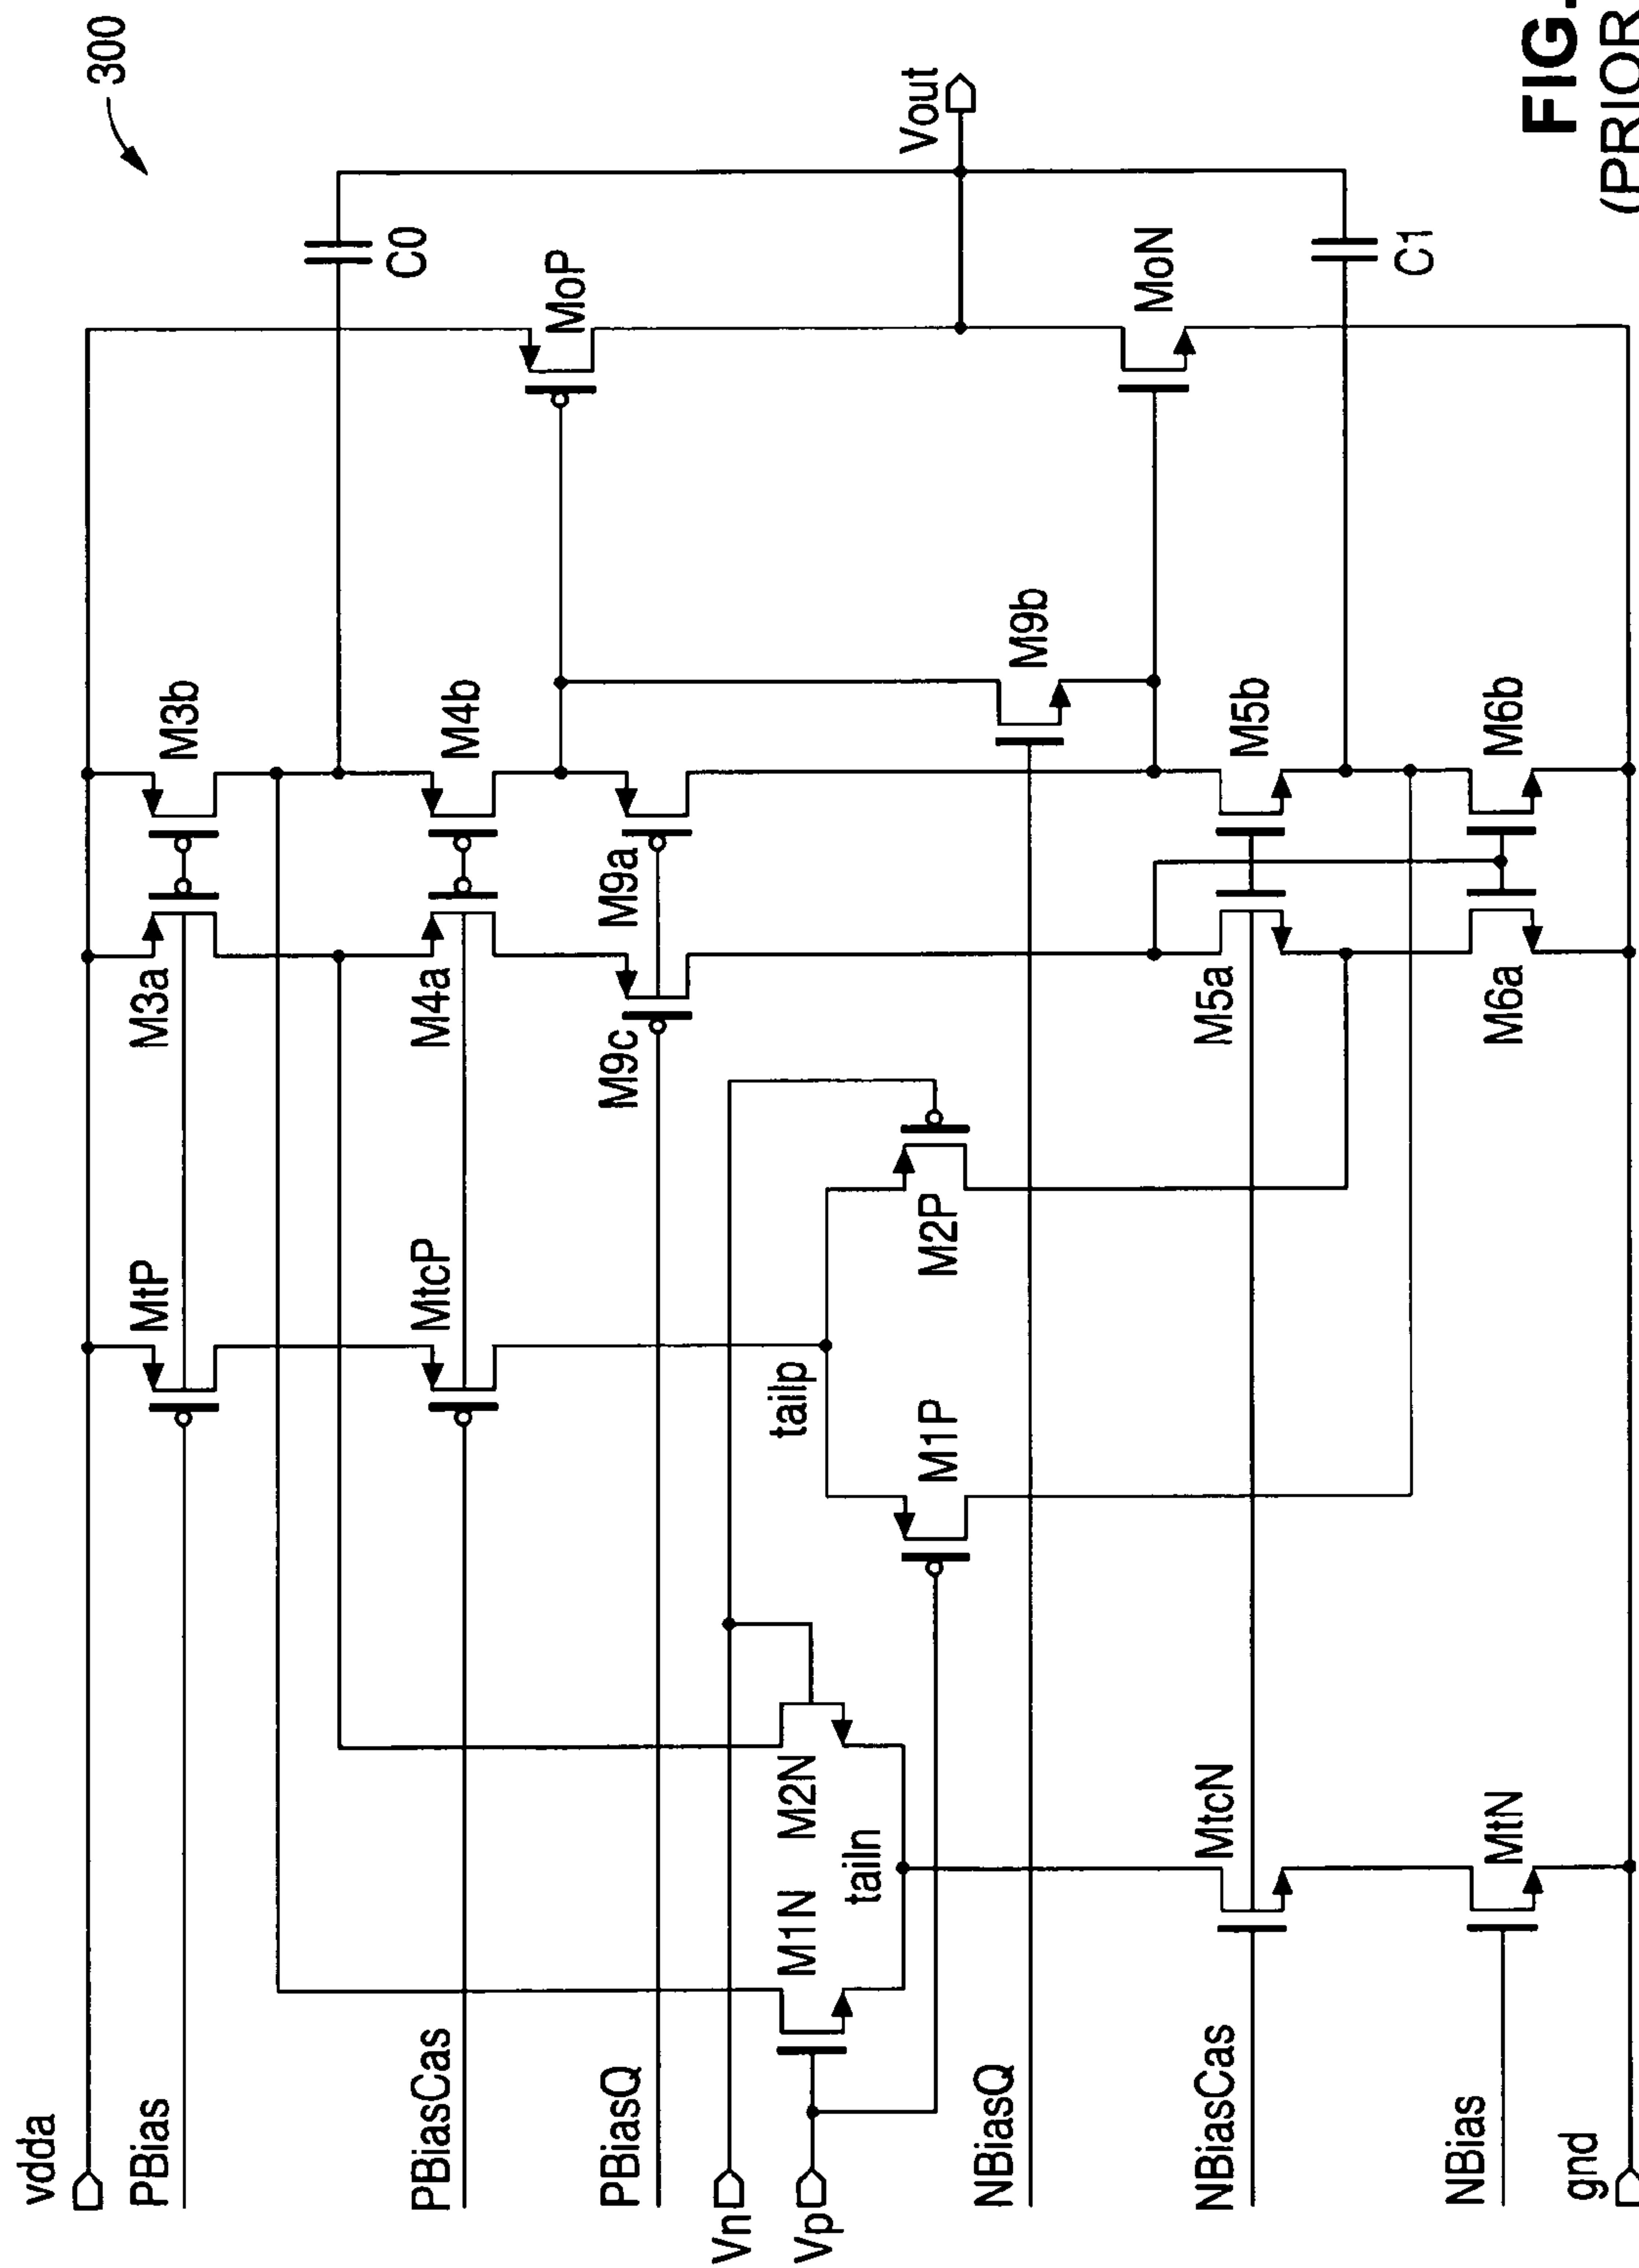 300
vdda
PBias
PBiasCas
PBiasQ
Vn
Vp
NBiasQ
NBiasCas
NBias
gnd
MtP
MtcP
M3a
M3b
M4a
M4b
M9c
M9a
M9b
C0
MoP
Vout
MoN
C1
tailp
M1P
M2P
M1N
M2N
tailn
MtcN
MtN
M5a
M5b
M6a
M6b
FIG.
(PRIOR